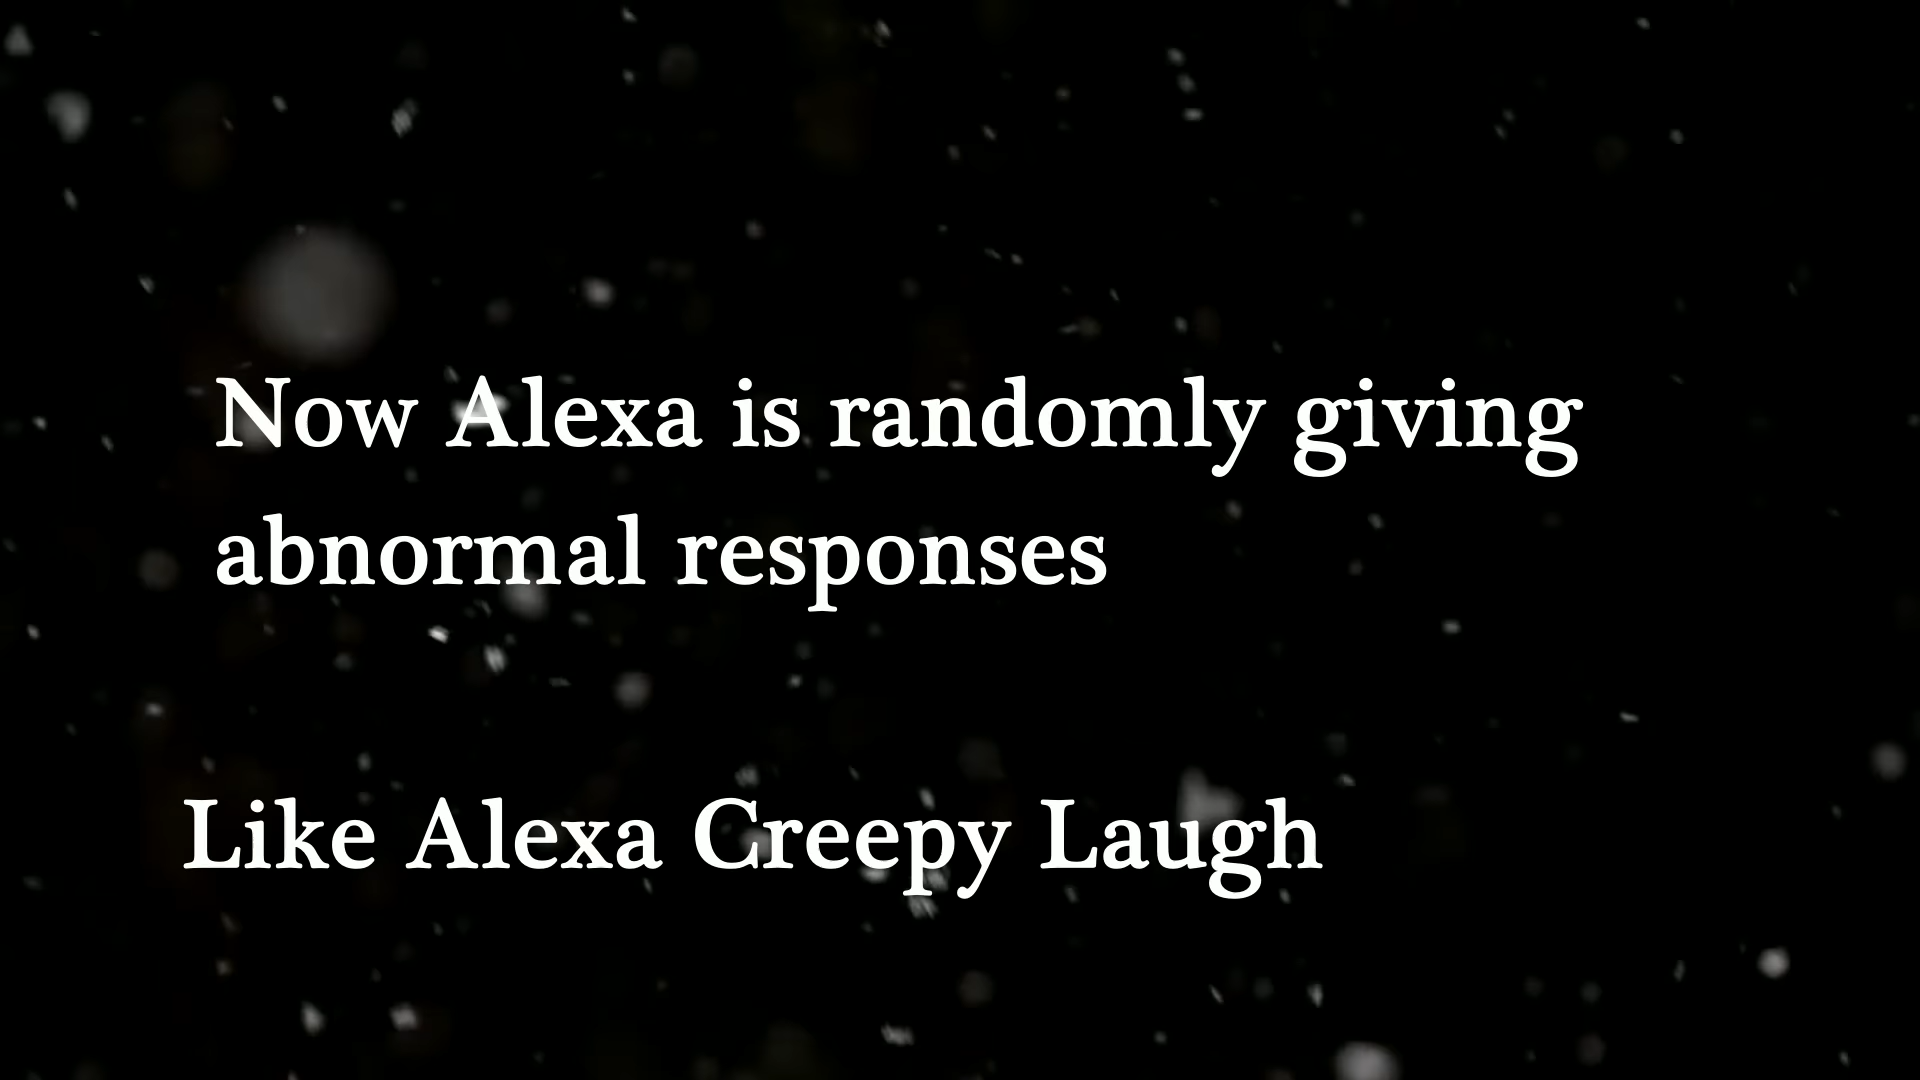 Now Alexa is randomly giving
abnormal responses
Like Alexa Creepy Laugh